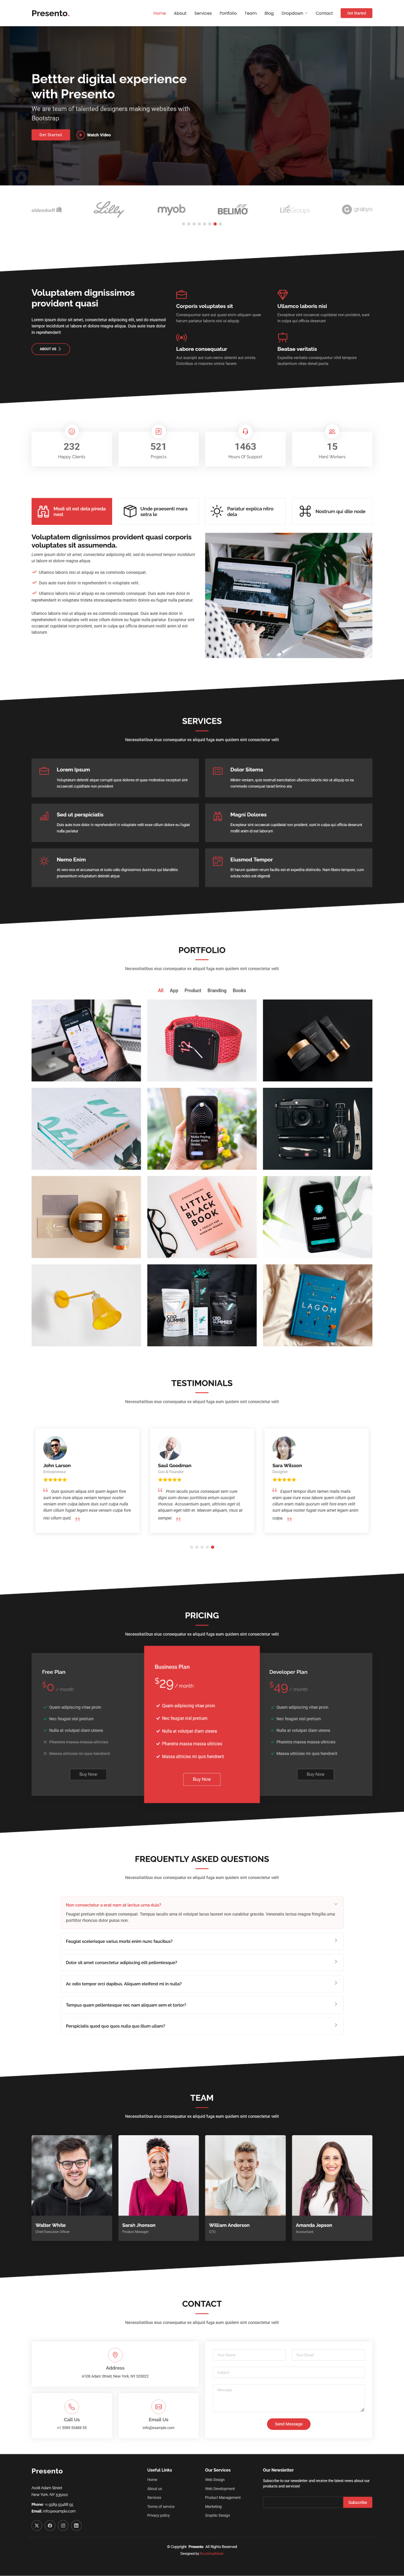 Presento.
Home
About
Services
Portfolio
Team
Blog
Dropdown
Contact
Get Started
Bettter digital experience
with Presento
We are team of talented designers making websites with
Bootstrap
Get Started
Watch Video
oldendorff
Lilly
myob
BELIMO
LifeGroups
grabyo
Voluptatem dignissimos
provident quasi
Lorem ipsum dolor sit amet, consectetur adipiscing elit, sed do eiusmod
tempor incididunt ut labore et dolore magna aliqua. Duis aute irure dolor
in reprehenderit
ABOUT US
Corporis voluptates sit
Consequuntur sunt aut quasi enim aliquam quae
harum pariatur laboris nisi ut aliquip
Ullamco laboris nisi
Excepteur sint occaecat cupidatat non proident, sunt
in culpa qui officia deserunt
Labore consequatur
Aut suscipit aut cum nemo deleniti aut omnis.
Doloribus ut maiores omnis facere
Beatae veritatis
Expedita veritatis consequuntur nihil tempore
laudantium vitae denat pacta
232
Happy Clients
521
Projects
1463
Hours Of Support
15
Hard Workers
Modi sit est dela pireda
nest
Unde praesenti mara
setra le
Pariatur explica nitro
dela
Nostrum qui dile node
Voluptatem dignissimos provident quasi corporis
voluptates sit assumenda.
Lorem ipsum dolor sit amet, consectetur adipiscing elit, sed do eiusmod tempor incididunt
ut labore et dolore magna aliqua.
Ullamco laboris nisi ut aliquip ex ea commodo consequat.
Duis aute irure dolor in reprehenderit in voluptate velit.
Ullamco laboris nisi ut aliquip ex ea commodo consequat. Duis aute irure dolor in
reprehenderit in voluptate trideta storacalaperda mastiro dolore eu fugiat nulla pariatur.
Ullamco laboris nisi ut aliquip ex ea commodo consequat. Duis aute irure dolor in
reprehenderit in voluptate velit esse cillum dolore eu fugiat nulla pariatur. Excepteur sint
occaecat cupidatat non proident, sunt in culpa qui officia deserunt mollit anim id est
laborum
SERVICES
Necessitatibus eius consequatur ex aliquid fuga eum quidem sint consectetur velit
Lorem Ipsum
Voluptatum deleniti atque corrupti quos dolores et quas molestias excepturi sint
occaecati cupiditate non provident
Dolor Sitema
Minim veniam, quis nostrud exercitation ullamco laboris nisi ut aliquip ex ea
commodo consequat tarad limino ata
Sed ut perspiciatis
Duis aute irure dolor in reprehenderit in voluptate velit esse cillum dolore eu fugiat
nulla pariatur
Magni Dolores
Excepteur sint occaecat cupidatat non proident, sunt in culpa qui officia deserunt
mollit anim id est laborum
Nemo Enim
At vero eos et accusamus et iusto odio dignissimos ducimus qui blanditiis
praesentium voluptatum deleniti atque
Eiusmod Tempor
Et harum quidem rerum facilis est et expedita distinctio. Nam libero tempore, cum
soluta nobis est eligendi
PORTFOLIO
Necessitatibus eius consequatur ex aliquid fuga eum quidem sint consectetur velit
All
App
Product
Branding
Books
Make Paying
Easier With
Wallet.
LITTLE
BLACK
BOOK
Classic
CBD
GUMMIES
CBD
GUMMIES
LAGOM
TESTIMONIALS
Necessitatibus eius consequatur ex aliquid fuga eum quidem sint consectetur velit
John Larson
Entrepreneur
Quis quorum aliqua sint quem legam fore
sunt eram irure aliqua veniam tempor noster
veniam enim culpa labore duis sunt culpa nulla
illum cillum fugiat legam esse veniam culpa fore
nisi cillum quid.
Saul Goodman
Ceo & Founder
Proin iaculis purus consequat sem cure
digni ssim donec porttitora entum suscipit
rhoncus. Accusantium quam, ultricies eget id,
aliquam eget nibh et. Maecen aliquam, risus at
semper.
Sara Wilsson
Designer
Export tempor illum tamen malis malis
eram quae irure esse labore quem cillum quid
cillum eram malis quorum velit fore eram velit
sunt aliqua noster fugiat irure amet legam anim
culpa.
PRICING
Necessitatibus eius consequatur ex aliquid fuga eum quidem sint consectetur velit
Free Plan
$0 / month
Quam adipiscing vitae proin
Nec feugiat nisl pretium
Nulla at volutpat diam uteera
Pharetra massa massa ultricies
Massa ultricies mi quis hendrerit
Buy Now
Business Plan
$29 / month
Quam adipiscing vitae proin
Nec feugiat nisl pretium
Nulla at volutpat diam uteera
Pharetra massa massa ultricies
Massa ultricies mi quis hendrerit
Buy Now
Developer Plan
$49 / month
Quam adipiscing vitae proin
Nec feugiat nisl pretium
Nulla at volutpat diam uteera
Pharetra massa massa ultricies
Massa ultricies mi quis hendrerit
Buy Now
FREQUENTLY ASKED QUESTIONS
Necessitatibus eius consequatur ex aliquid fuga eum quidem sint consectetur velit
Non consectetur a erat nam at lectus urna duis?
Feugiat pretium nibh ipsum consequat. Tempus iaculis urna id volutpat lacus laoreet non curabitur gravida. Venenatis lectus magna fringilla urna
porttitor rhoncus dolor purus non.
Feugiat scelerisque varius morbi enim nunc faucibus?
Dolor sit amet consectetur adipiscing elit pellentesque?
Ac odio tempor orci dapibus. Aliquam eleifend mi in nulla?
Tempus quam pellentesque nec nam aliquam sem et tortor?
Perspiciatis quod quo quos nulla quo illum ullam?
TEAM
Necessitatibus eius consequatur ex aliquid fuga eum quidem sint consectetur velit
Walter White
Chief Executive Officer
Sarah Jhonson
Product Manager
William Anderson
CTO
Amanda Jepson
Accountant
CONTACT
Necessitatibus eius consequatur ex aliquid fuga eum quidem sint consectetur velit
Address
A108 Adam Street, New York, NY 535022
Call Us
+1 5589 55488 55
Email Us
info@example.com
Your Name
Your Email
Subject
Message
Send Message
Presento
A108 Adam Street
New York, NY 535022
Phone: +1 5589 55488 55
Email: info@example.com
Useful Links
Home
About us
Services
Terms of service
Privacy policy
Our Services
Web Design
Web Development
Product Management
Marketing
Graphic Design
Our Newsletter
Subscribe to our newsletter and receive the latest news about our
products and services!
Subscribe
© Copyright Presento All Rights Reserved
Designed by BootstrapMade